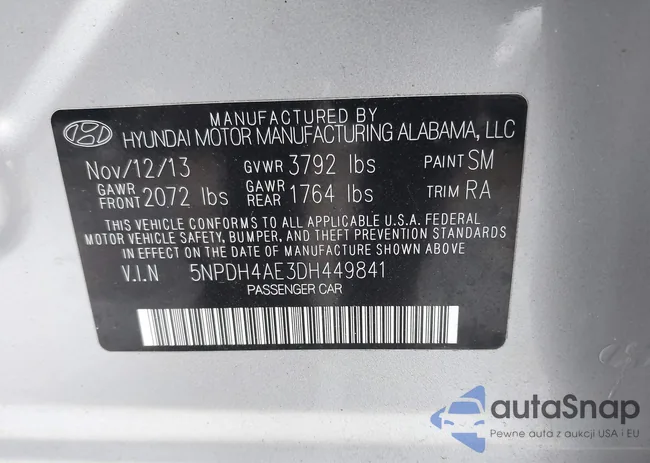 MANUFACTURED BY
HYUNDAI MOTOR MANUFACTURING ALABAMA, LLC
Nov/12/13 GVWR 3792 lbs PAINT SM
GAWR FRONT 2072 lbs GAWR REAR 1764 lbs TRIM RA
THIS VEHICLE CONFORMS TO ALL APPLICABLE U.S.A. FEDERAL
MOTOR VEHICLE SAFETY, BUMPER, AND THEFT PREVENTION STANDARDS
IN EFFECT ON THE DATE OF MANUFACTURE SHOWN ABOVE
V.I.N 5NPDH4AE3DH449841
PASSENGER CAR
autaSnap
Pewne auta z aukcji USA i EU